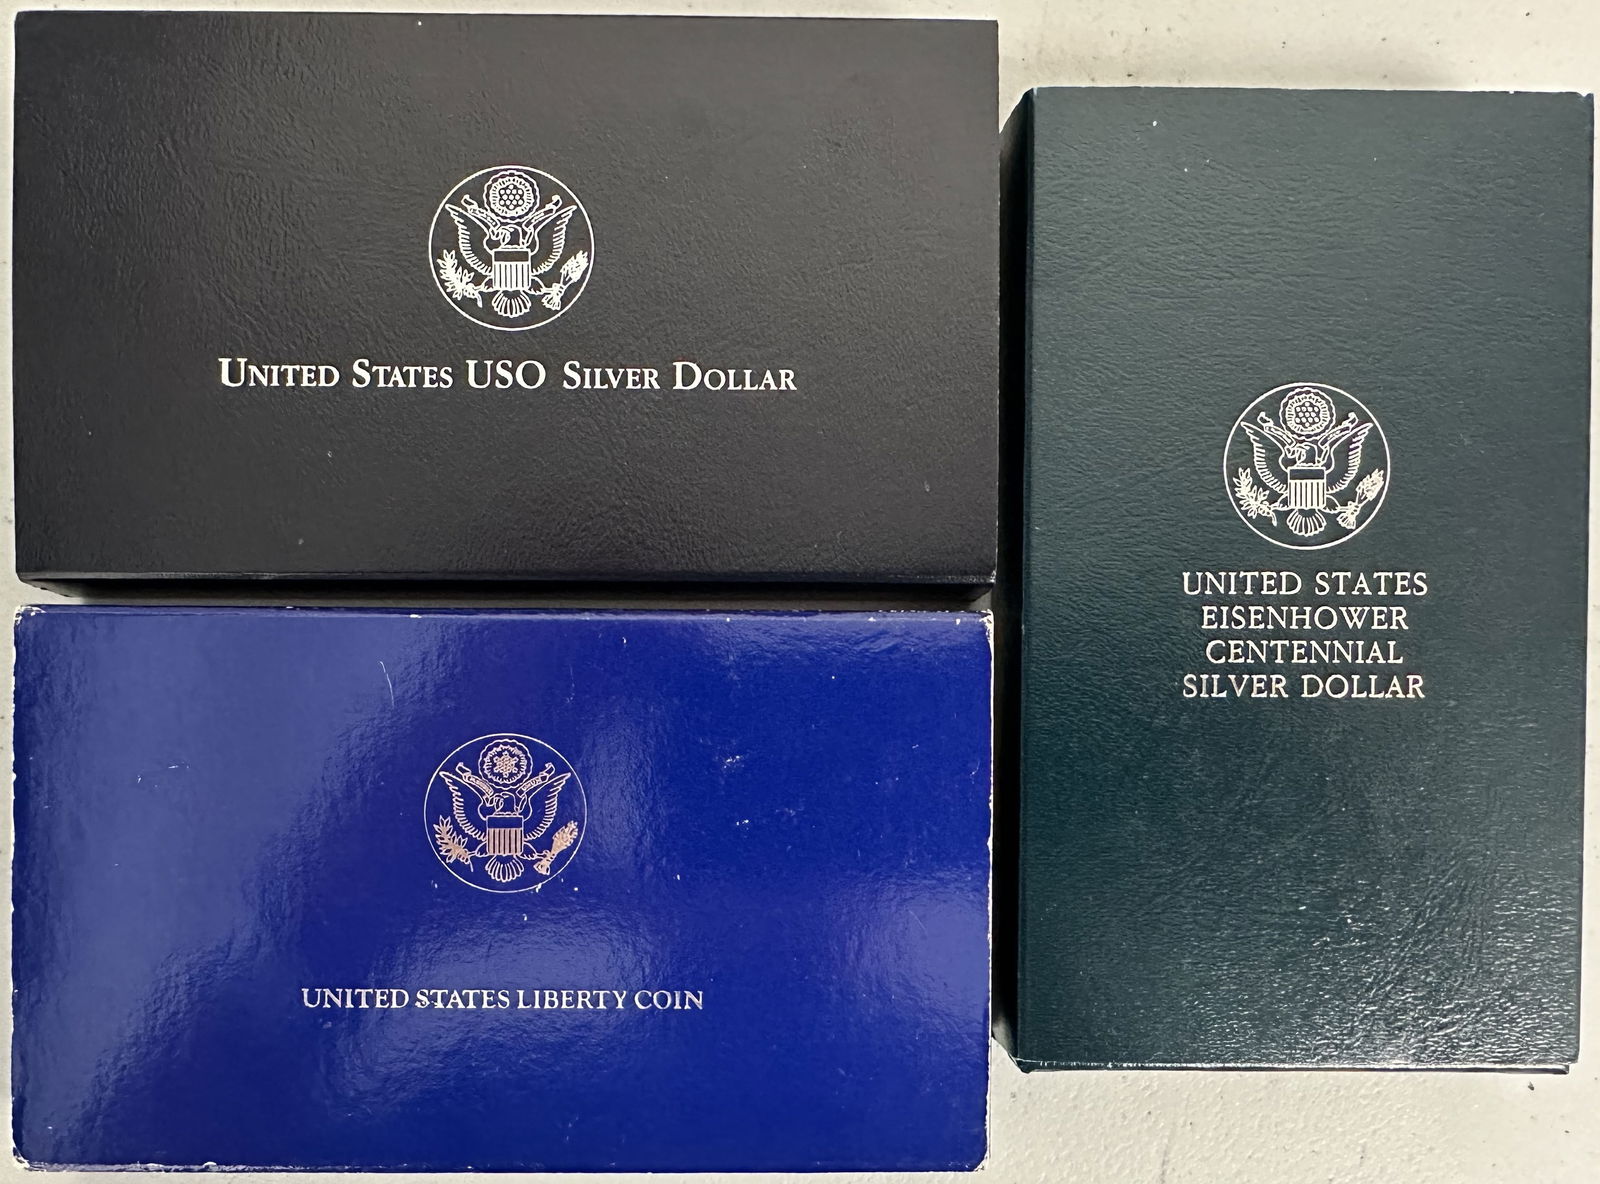 United States USO Silver Dollar
UNITED STATES LIBERTY COIN
UNITED STATES
EISENHOWER
CENTENNIAL
SILVER DOLLAR